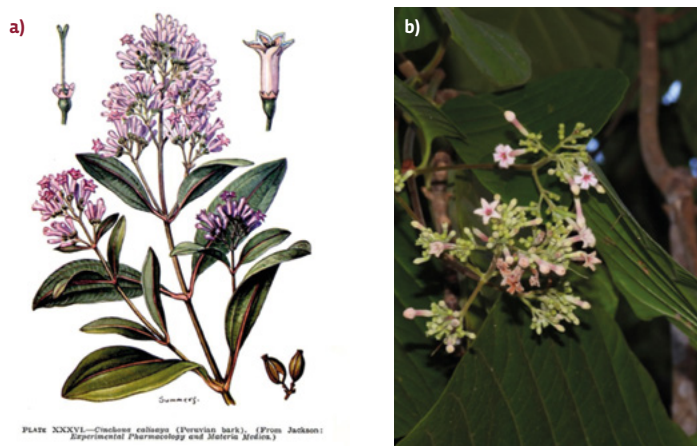 a)
b)
Summers.
PLATE XXXVI.—Cinchona calisaya (Peruvian bark). (From Jackson:
Experimental Pharmacology and Materia Medica.)